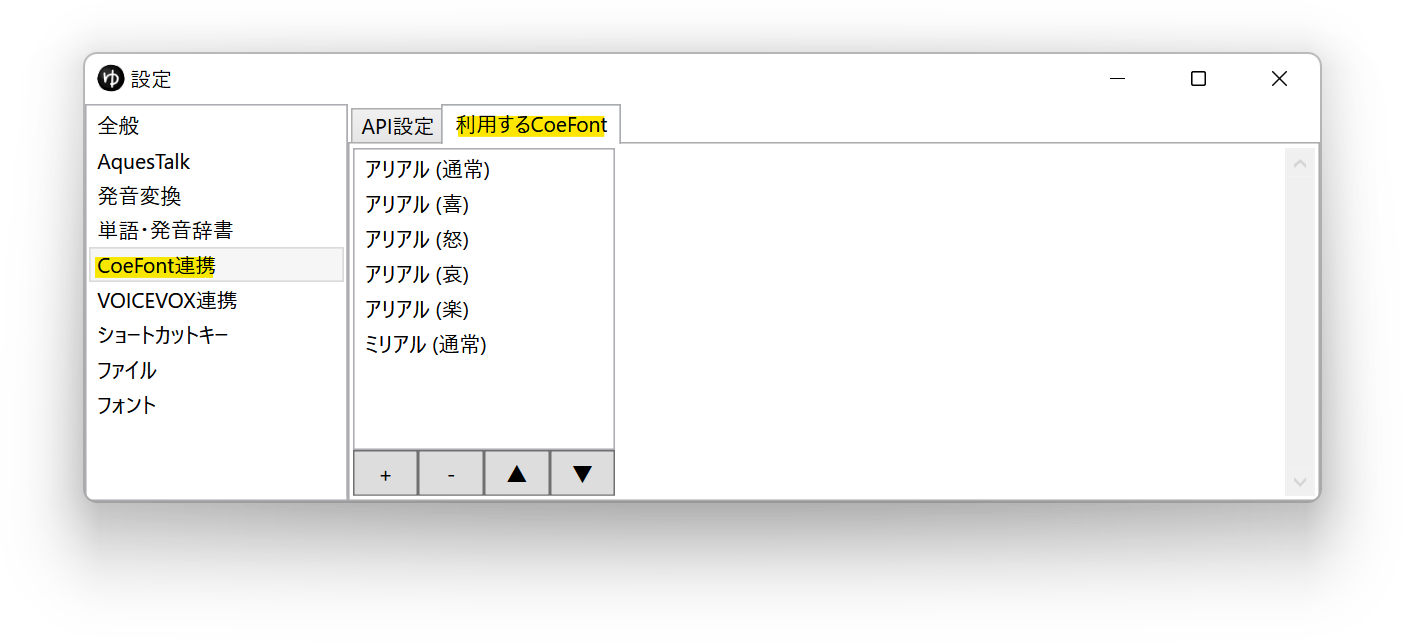 ゆ 設定
全般
AquesTalk
発音変換
単語・発音辞書
CoeFont連携
VOICEVOX連携
ショートカットキー
ファイル
フォント
API設定 利用するCoeFont
アリアル (通常)
アリアル (喜)
アリアル (怒)
アリアル (哀)
アリアル (楽)
ミリアル (通常)
+ - ▲ ▼